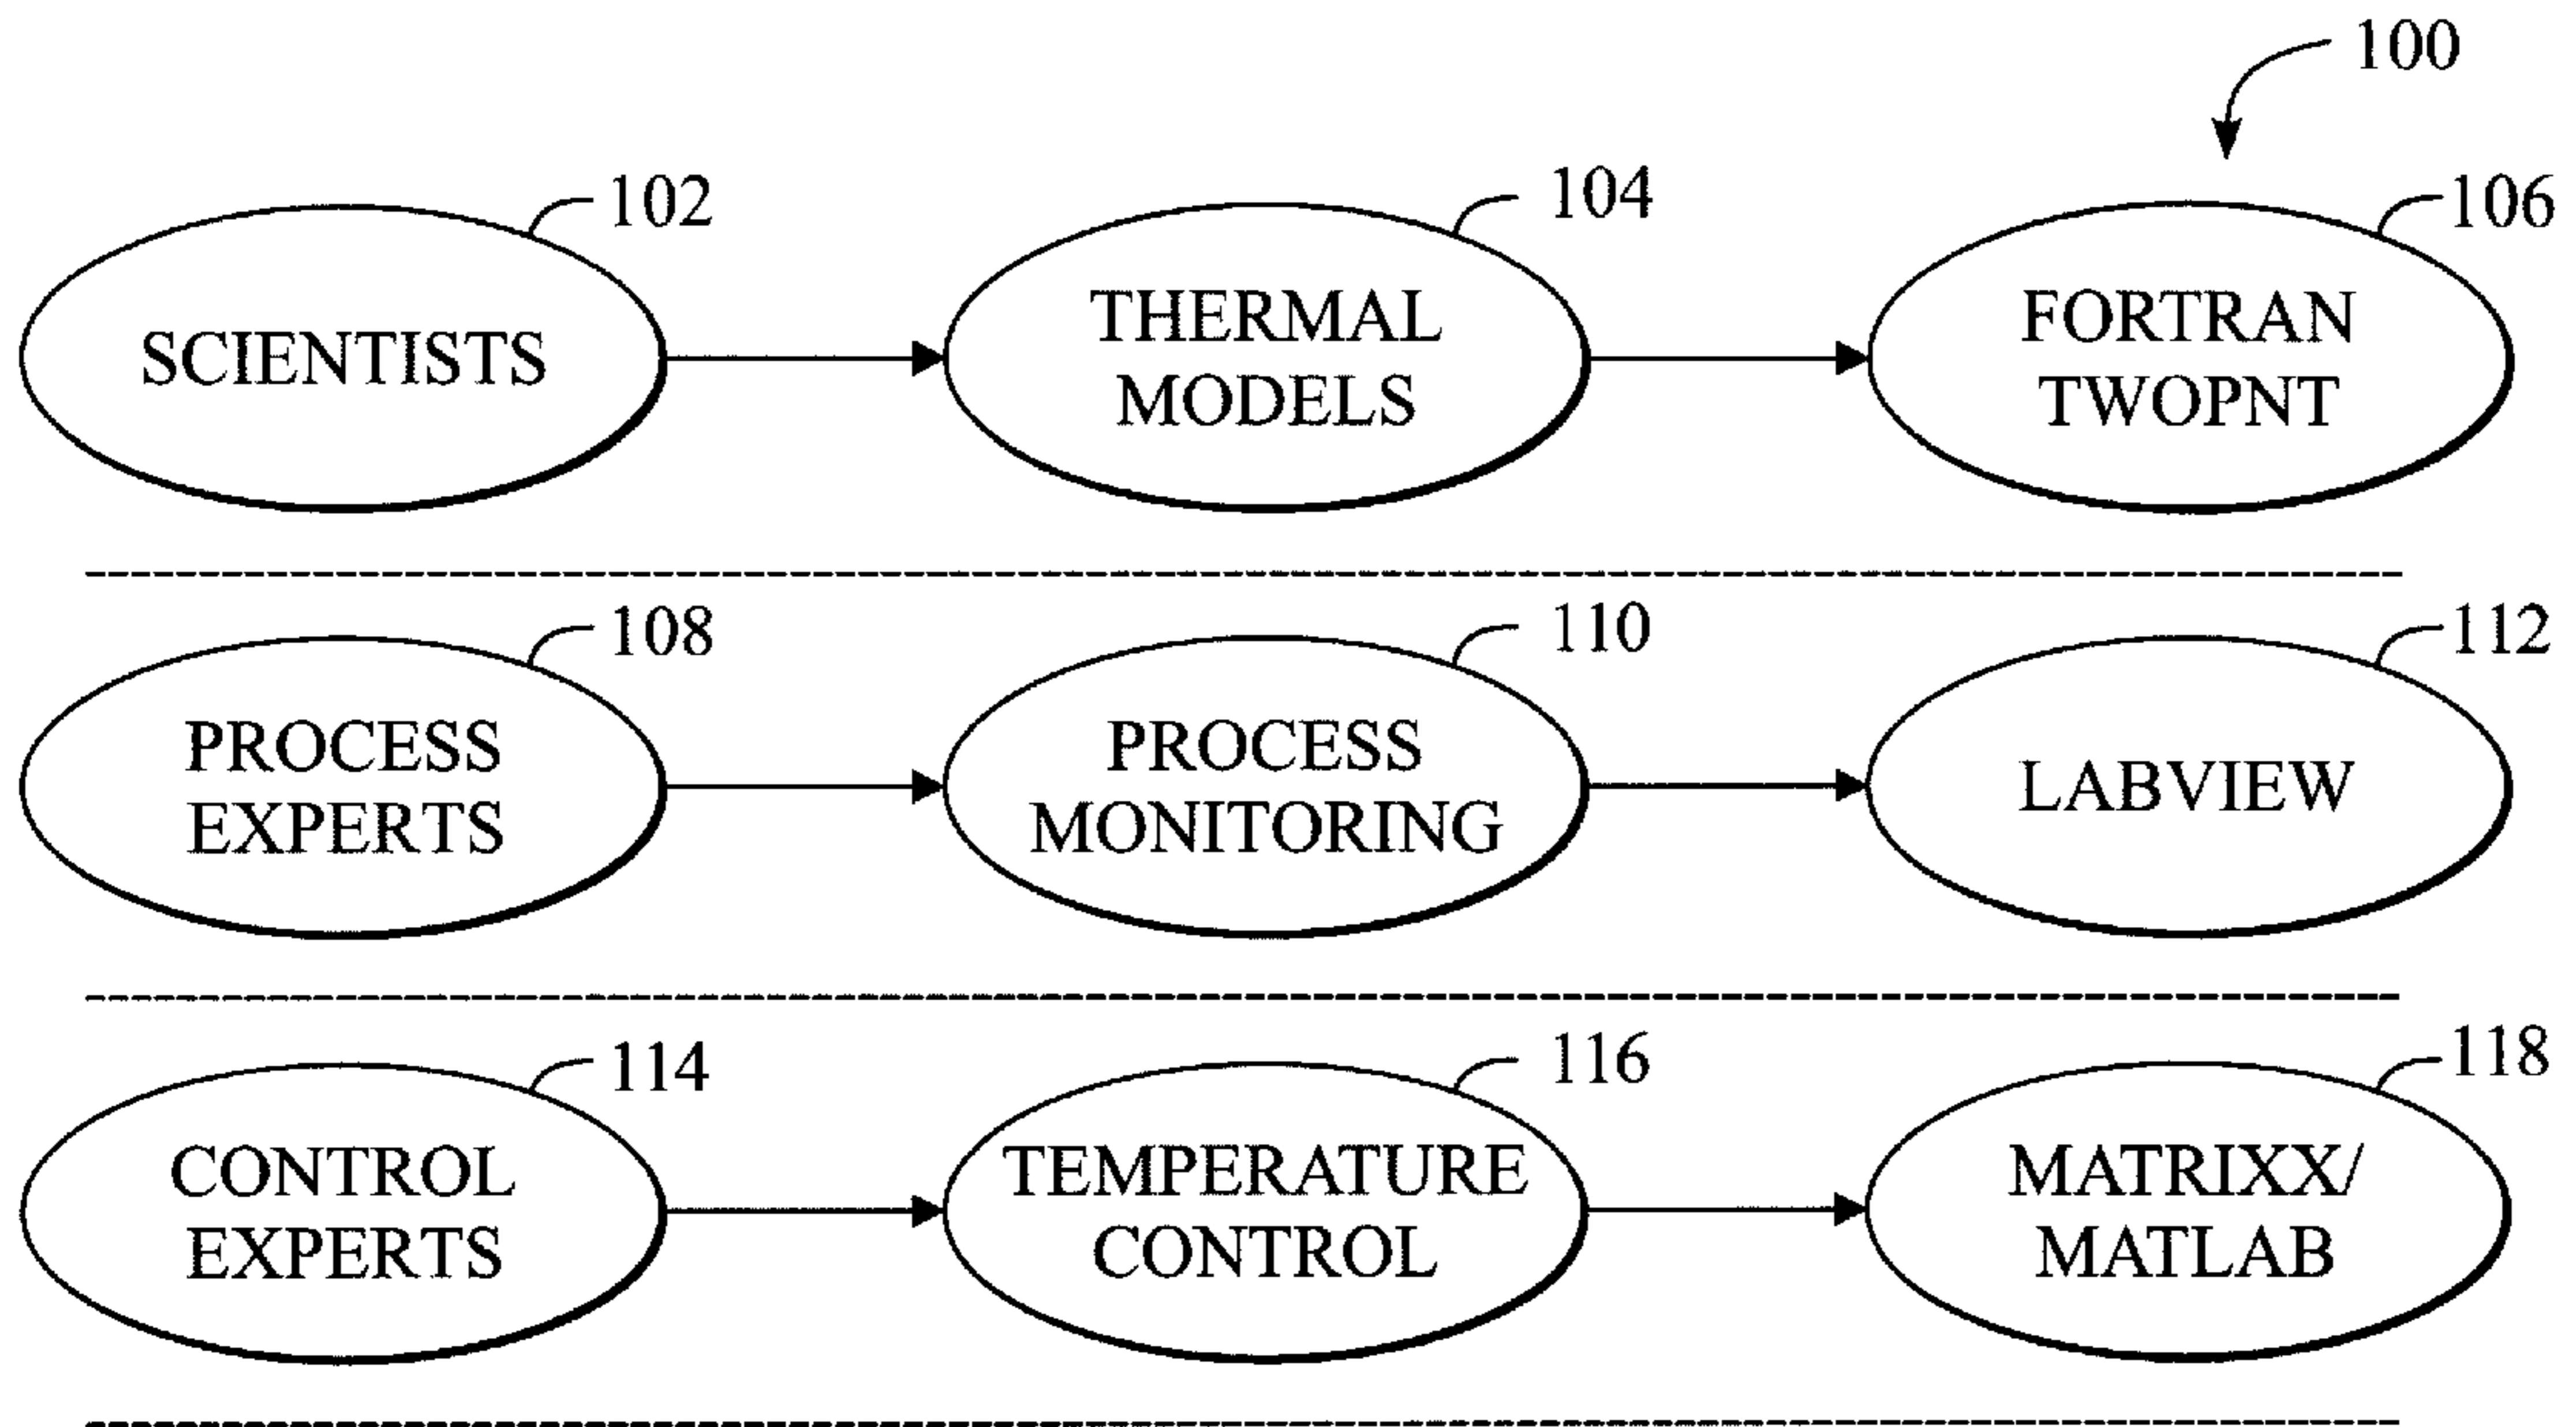 100
102
104
106
SCIENTISTS
THERMAL
MODELS
FORTRAN
TWOPNT
108
110
112
PROCESS
EXPERTS
PROCESS
MONITORING
LABVIEW
114
116
118
CONTROL
EXPERTS
TEMPERATURE
CONTROL
MATRIXX/
MATLAB